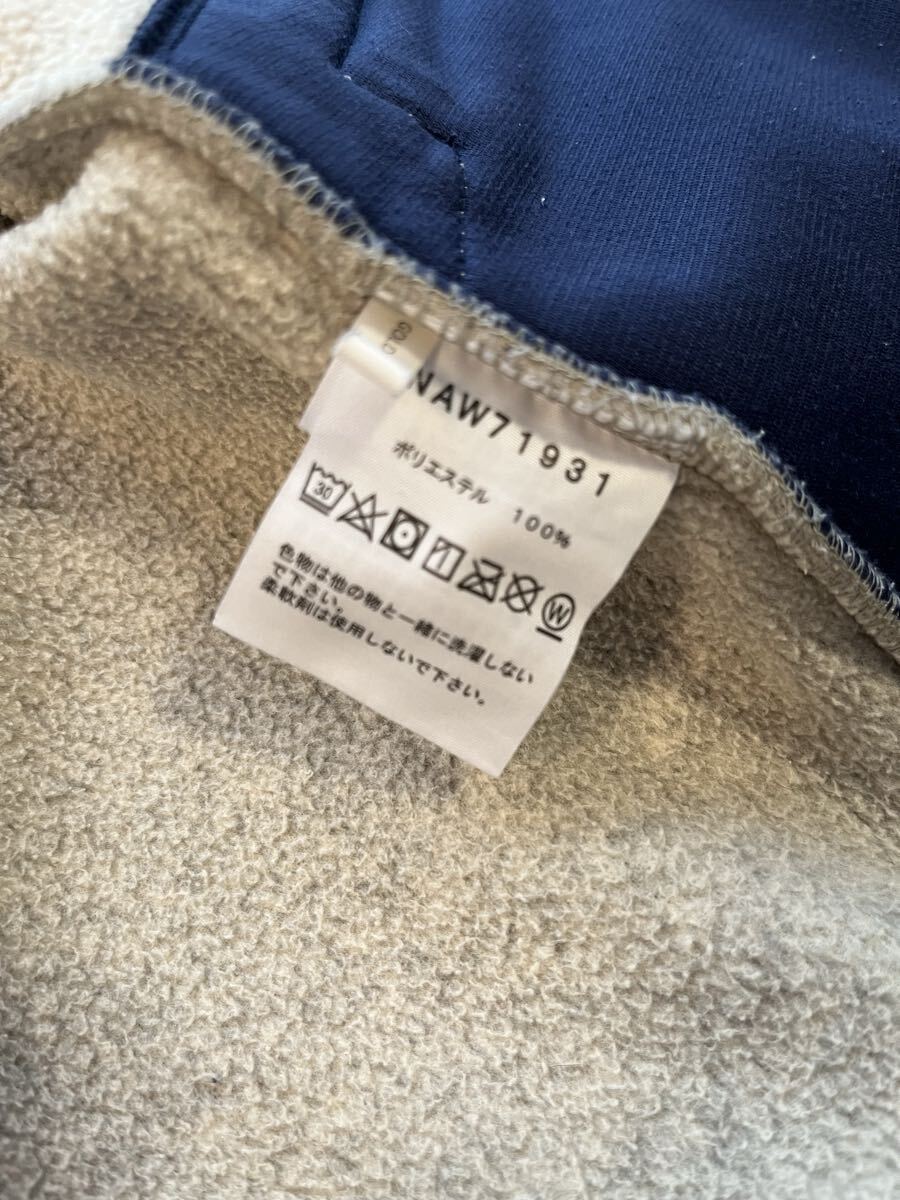 GOLD
NAW71931
ポリエステル 100%
30
W
色物は他の物と一緒に洗濯しない
で下さい。
柔軟剤は使用しないで下さい。